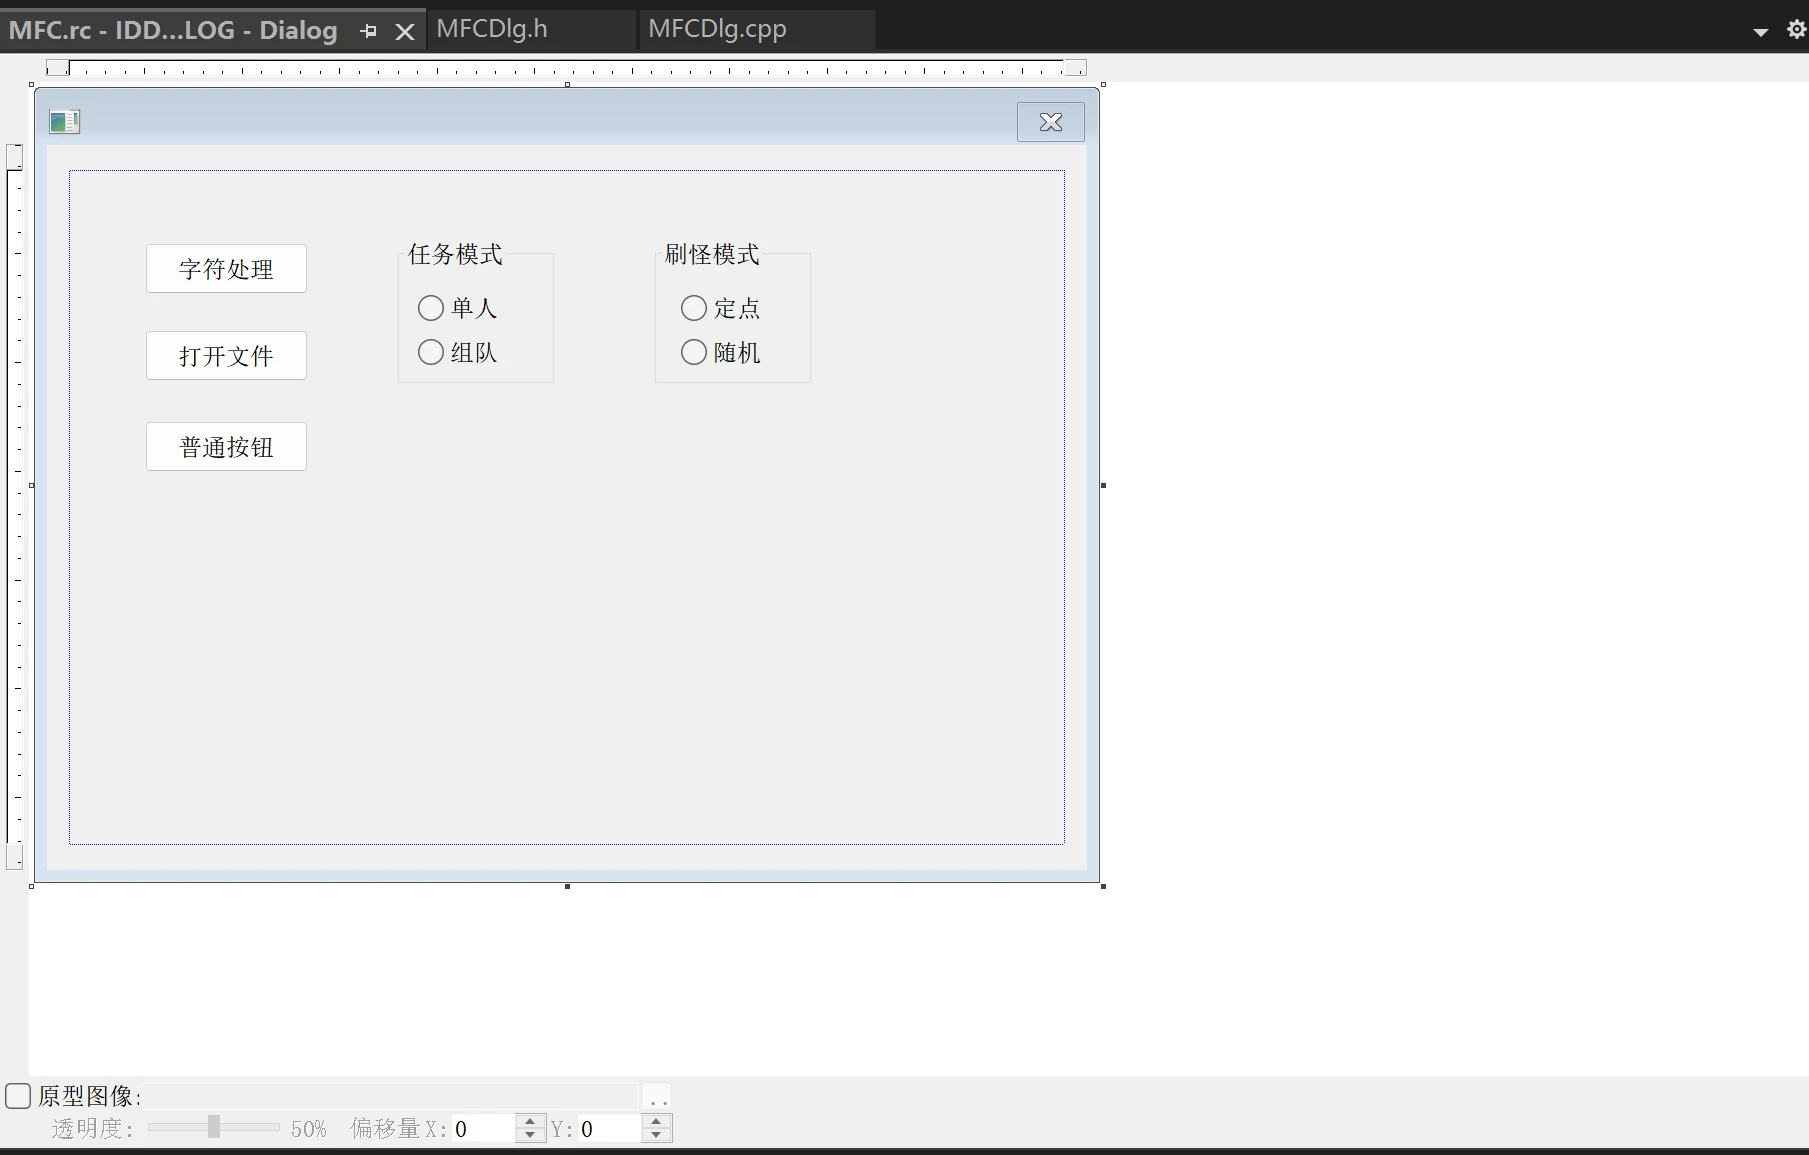 MFC.rc - IDD...LOG - Dialog MFCDlg.h MFCDlg.cpp
字符处理
打开文件
普通按钮
任务模式
单人
组队
刷怪模式
定点
随机
原型图像: ..
透明度: 50% 偏移量 X: 0 Y: 0